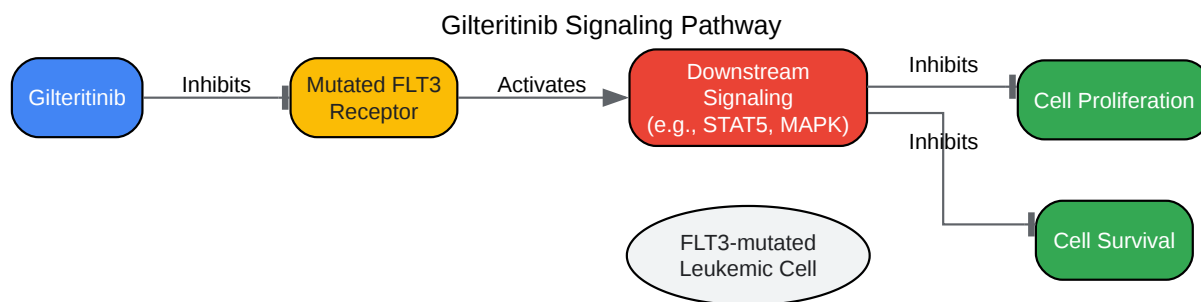 Gilteritinib Signaling Pathway
Gilteritinib
Inhibits
Mutated FLT3
Receptor
Activates
Downstream
Signaling
(e.g., STAT5, MAPK)
Inhibits
Cell Proliferation
Inhibits
Cell Survival
FLT3-mutated
Leukemic Cell